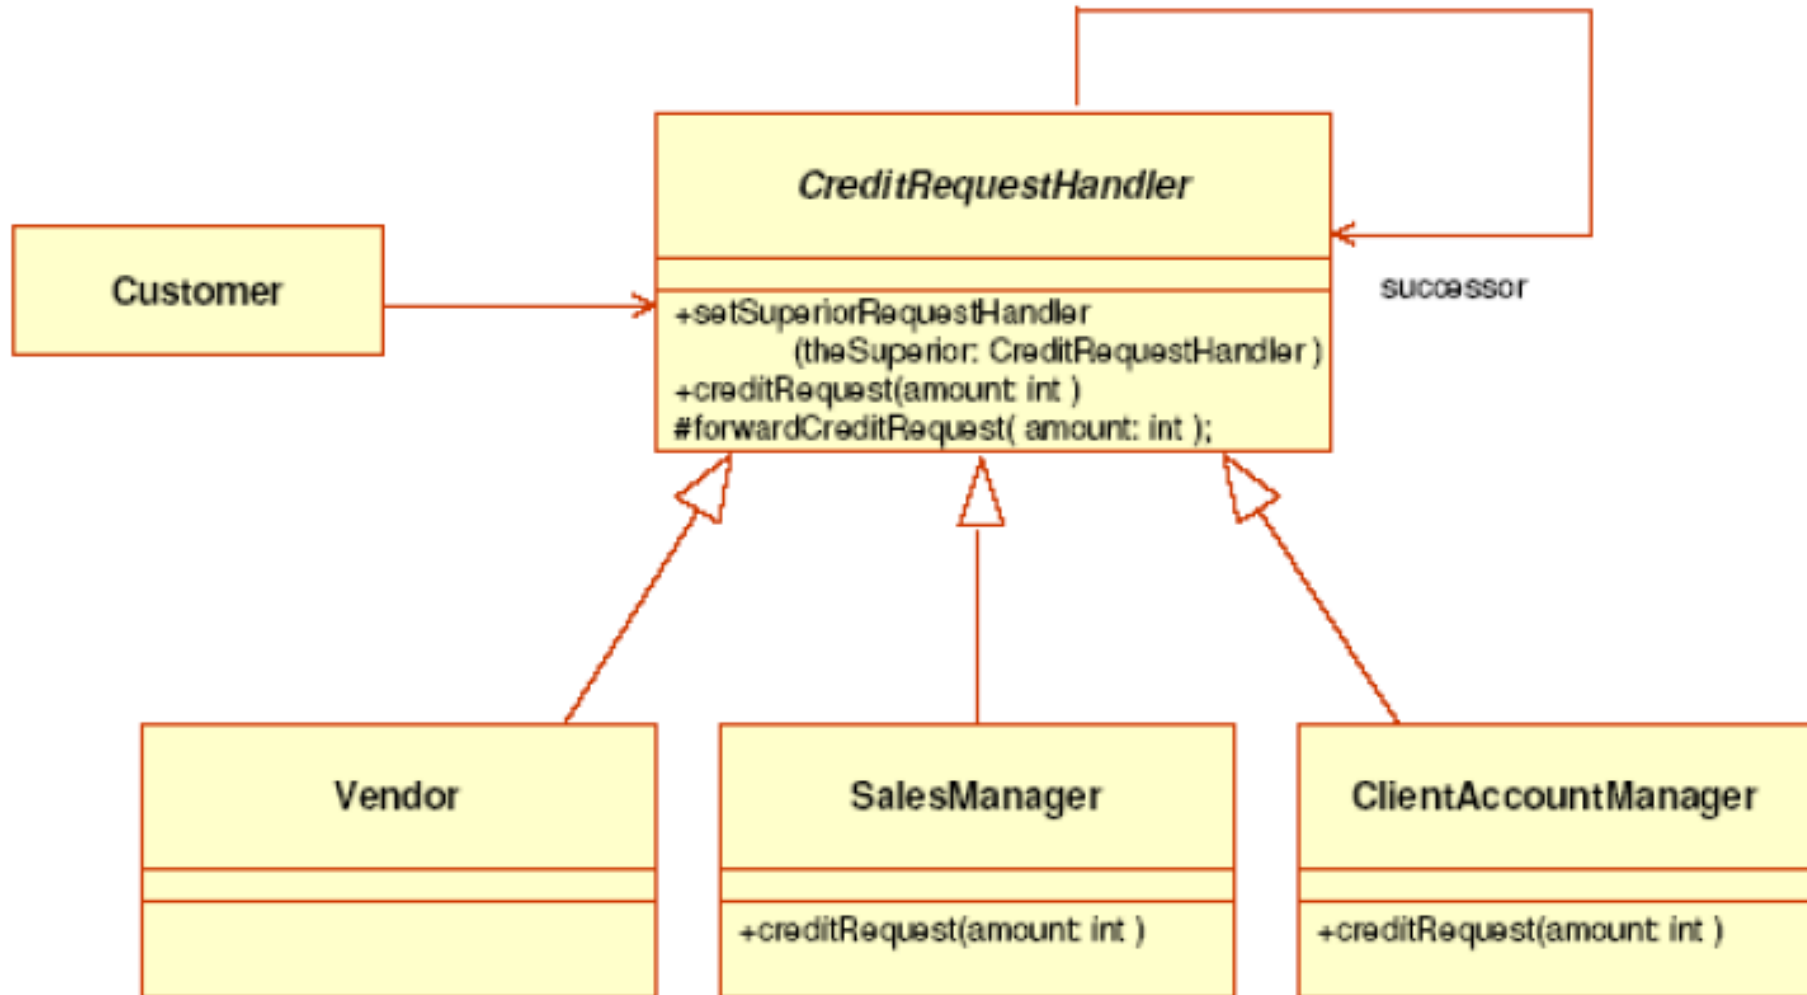 CreditRequestHandler
Customer
successor
+setSuperiorRequestHandler
(theSuperior: CreditRequestHandler )
+creditRequest(amount: int )
#forwardCreditRequest( amount: int );
Vendor
SalesManager
ClientAccountManager
+creditRequest(amount: int )
+creditRequest(amount: int )